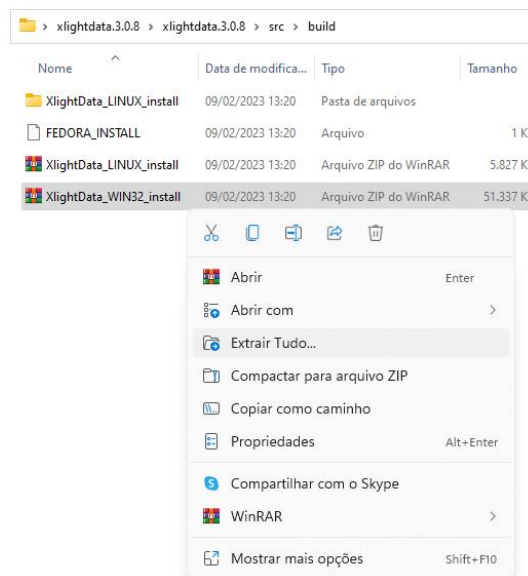 > xlightdata.3.0.8 > xlightdata.3.0.8 > src > build
Nome Data de modifica... Tipo Tamanho
XlightData_LINUX_install 09/02/2023 13:20 Pasta de arquivos
FEDORA_INSTALL 09/02/2023 13:20 Arquivo 1 K
XlightData_LINUX_install 09/02/2023 13:20 Arquivo ZIP do WinRAR 5.827 K
XlightData_WIN32_install 09/02/2023 13:20 Arquivo ZIP do WinRAR 51.337 K
Abrir Enter
Abrir com >
Extrair Tudo...
Compactar para arquivo ZIP
Copiar como caminho
Propriedades Alt+Enter
Compartilhar com o Skype
WinRAR >
Mostrar mais opções Shift+F10